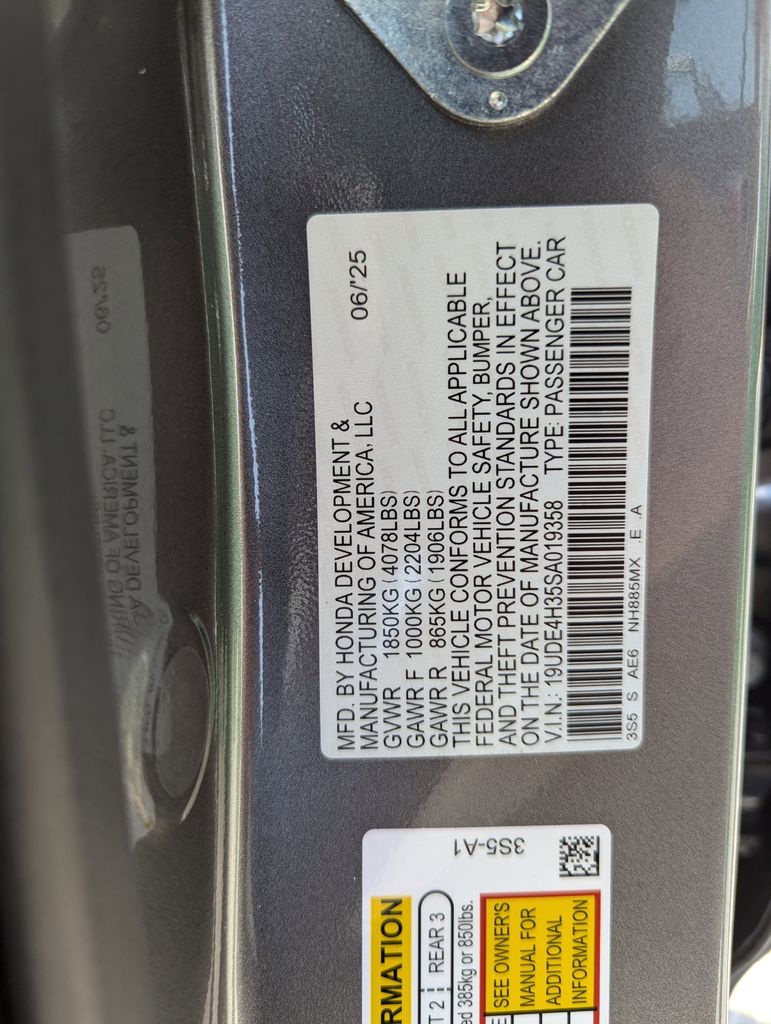 MFD. BY HONDA DEVELOPMENT &
MANUFACTURING OF AMERICA, LLC 06/'25
GVWR 1850KG (4078LBS)
GAWR F 1000KG (2204LBS)
GAWR R 865KG (1906LBS)
THIS VEHICLE CONFORMS TO ALL APPLICABLE
FEDERAL MOTOR VEHICLE SAFETY, BUMPER,
AND THEFT PREVENTION STANDARDS IN EFFECT
ON THE DATE OF MANUFACTURE SHOWN ABOVE.
V.I.N.: 19UDE4H35SA019358 TYPE: PASSENGER CAR
3S5 S AE6 NH885MX .E .A
3S5-A1
REAR 3
385kg or 850lbs.
SEE OWNER'S
MANUAL FOR
ADDITIONAL
INFORMATION